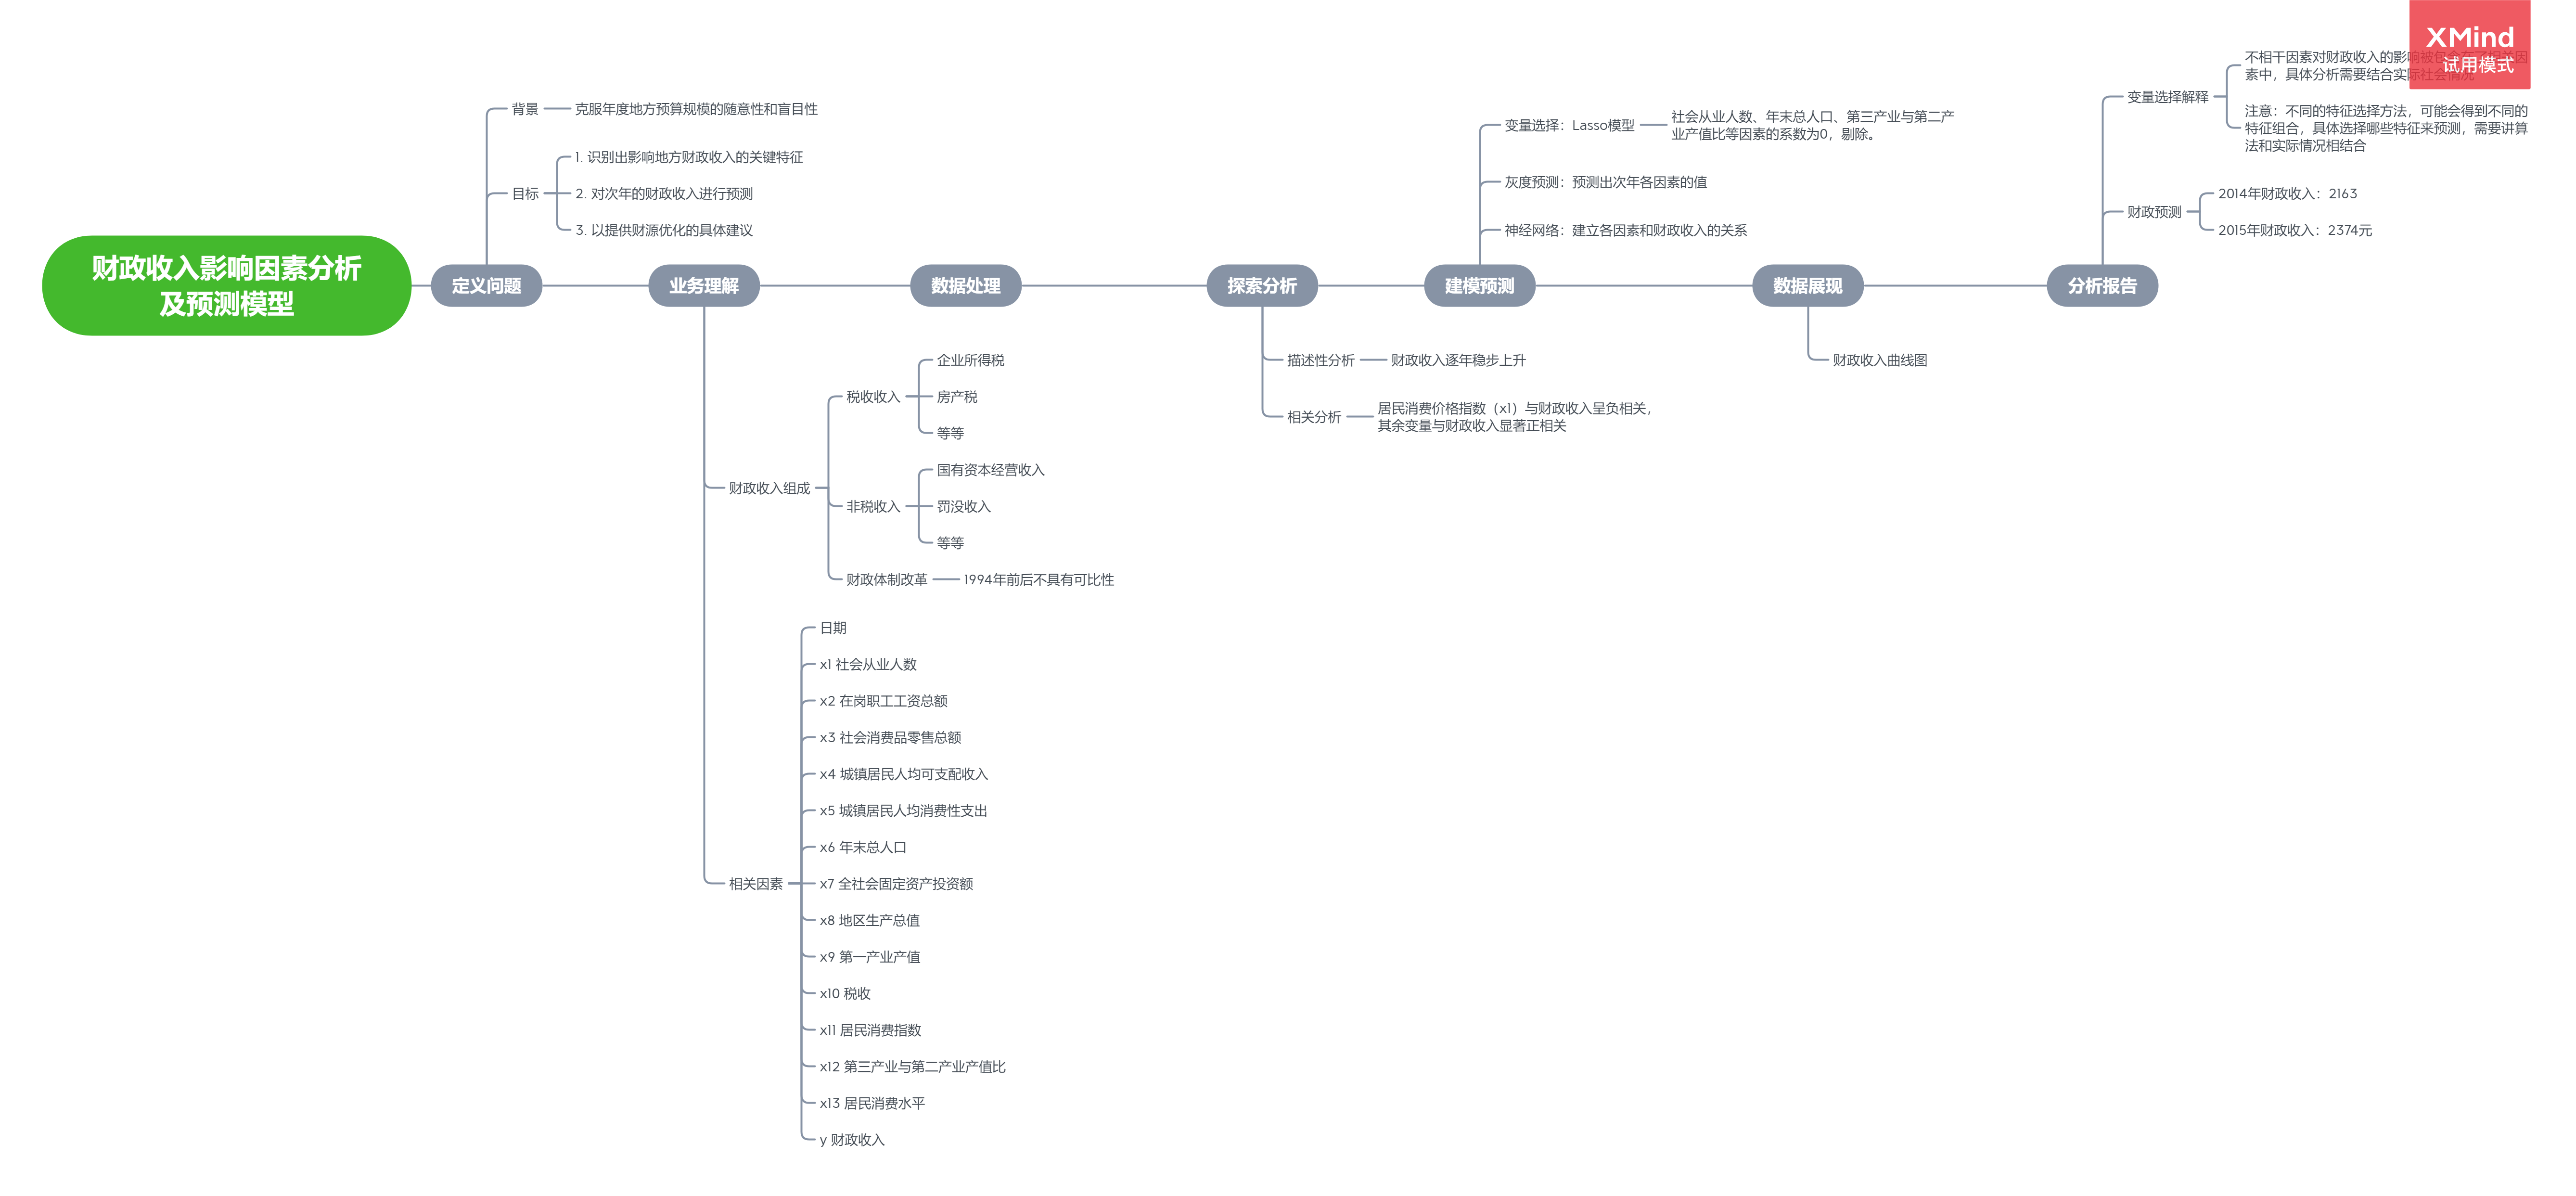 财政收入影响因素分析
及预测模型
定义问题
背景
克服年度地方预算规模的随意性和盲目性
目标
1. 识别出影响地方财政收入的关键特征
2. 对次年的财政收入进行预测
3. 以提供财源优化的具体建议
业务理解
财政收入组成
税收收入
企业所得税
房产税
等等
非税收入
国有资本经营收入
罚没收入
等等
财政体制改革
1994年前后不具有可比性
相关因素
日期
x1 社会从业人数
x2 在岗职工工资总额
x3 社会消费品零售总额
x4 城镇居民人均可支配收入
x5 城镇居民人均消费性支出
x6 年末总人口
x7 全社会固定资产投资额
x8 地区生产总值
x9 第一产业产值
x10 税收
x11 居民消费指数
x12 第三产业与第二产业产值比
x13 居民消费水平
y 财政收入
数据处理
探索分析
描述性分析
财政收入逐年稳步上升
相关分析
居民消费价格指数（x1）与财政收入呈负相关，
其余变量与财政收入显著正相关
建模预测
变量选择：Lasso模型
社会从业人数、年末总人口、第三产业与第二产
业产值比等因素的系数为0，剔除。
灰度预测：预测出次年各因素的值
神经网络：建立各因素和财政收入的关系
数据展现
财政收入曲线图
分析报告
变量选择解释
不相干因素对财政收入的影响被包含在了相关因
素中，具体分析需要结合实际社会情况
注意：不同的特征选择方法，可能会得到不同的
特征组合，具体选择哪些特征来预测，需要讲算
法和实际情况相结合
财政预测
2014年财政收入：2163
2015年财政收入：2374元
XMind
试用模式